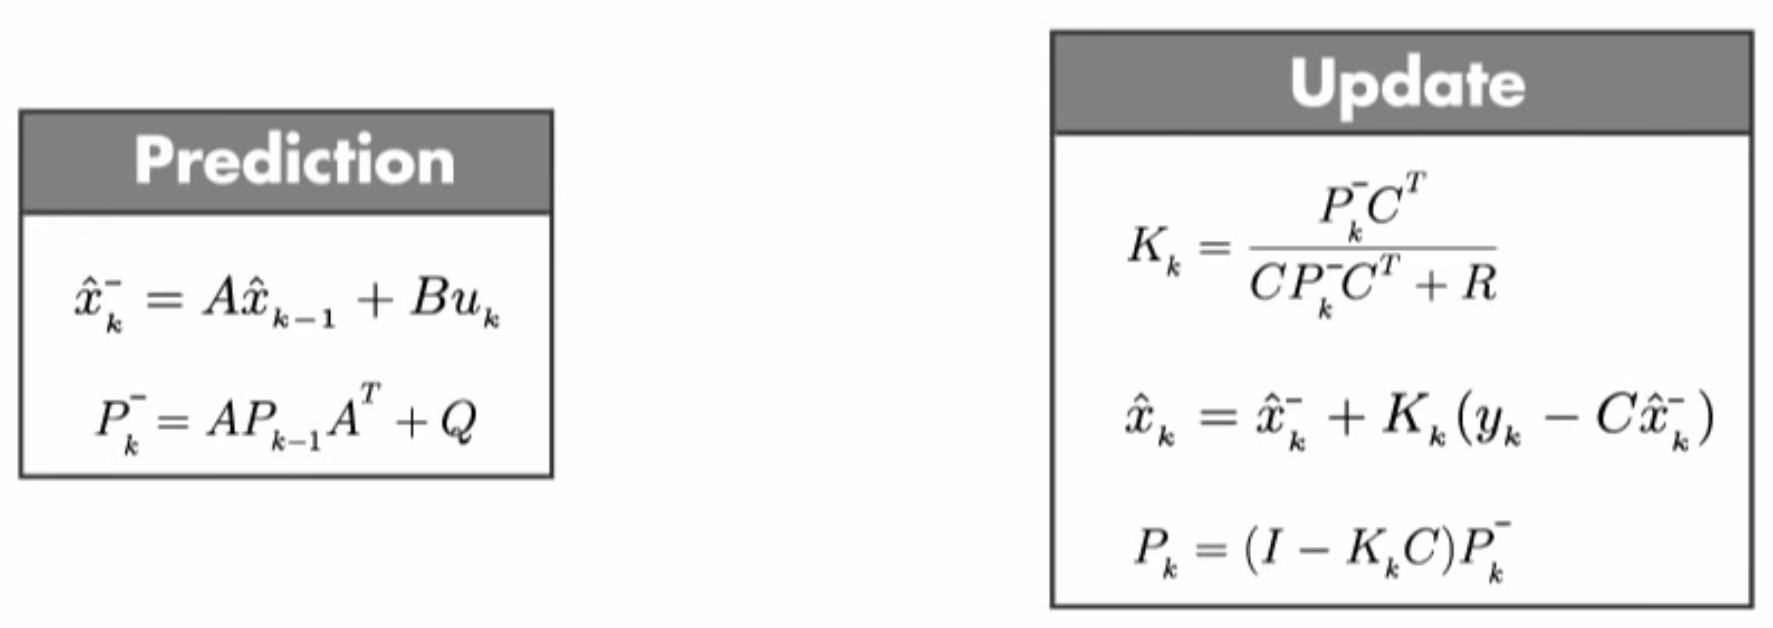 Prediction
x̂ₖ⁻ = Ax̂ₖ₋₁ + Buₖ
Pₖ⁻ = APₖ₋₁Aᵀ + Q
Update
Kₖ = Pₖ⁻Cᵀ / CPₖ⁻Cᵀ + R
x̂ₖ = x̂ₖ⁻ + Kₖ(yₖ − Cx̂ₖ⁻)
Pₖ = (I − KₖC)Pₖ⁻